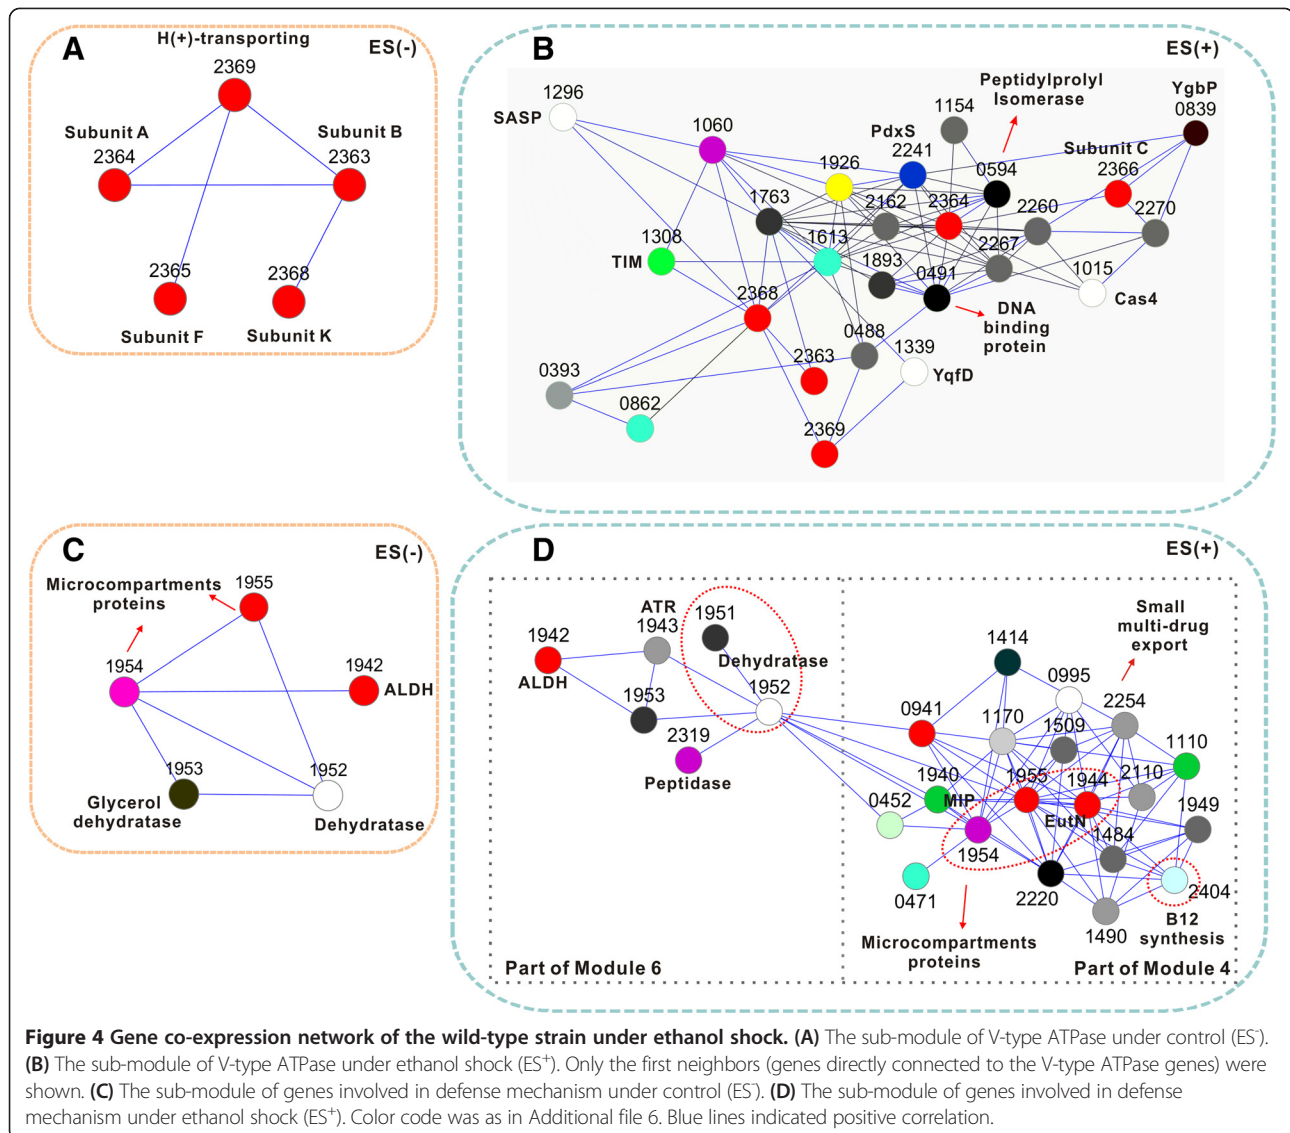 A
H(+)-transporting
ES(-)
2369
Subunit A
Subunit B
2364
2363
2365
2368
Subunit F
Subunit K
B
ES(+)
Peptidylprolyl
Isomerase
YgbP
0839
1296
SASP
1154
1060
PdxS
2241
Subunit C
1926
0594
2366
1763
2162
2364
2260
2270
1308
TIM
1613
2267
1893
0491
1015
Cas4
2368
DNA
binding
protein
0488
1339
YqfD
2363
0393
0862
2369
C
ES(-)
Microcompartments
proteins
1955
1954
1942
ALDH
1953
1952
Glycerol
dehydratase
Dehydratase
D
ES(+)
ATR
1943
1951
1942
ALDH
Dehydratase
1953
1952
2319
Peptidase
Small
multi-drug
export
1414
0995
2254
0941
1170
1509
1110
1940
1955
1944
2110
MIP
EutN
0452
1949
1954
1484
0471
2220
2404
1490
B12
synthesis
Microcompartments
proteins
Part of Module 6
Part of Module 4
Figure 4 Gene co-expression network of the wild-type strain under ethanol shock. (A) The sub-module of V-type ATPase under control (ES⁻).
(B) The sub-module of V-type ATPase under ethanol shock (ES⁺). Only the first neighbors (genes directly connected to the V-type ATPase genes) were
shown. (C) The sub-module of genes involved in defense mechanism under control (ES⁻). (D) The sub-module of genes involved in defense
mechanism under ethanol shock (ES⁺). Color code was as in Additional file 6. Blue lines indicated positive correlation.